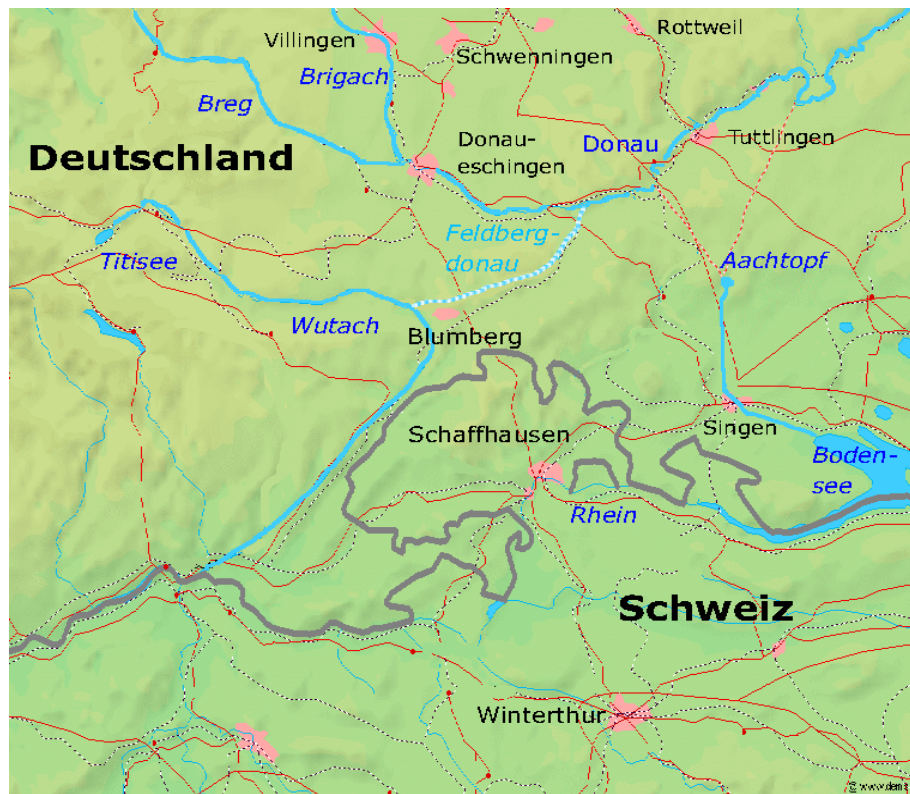 Villingen
Rottweil
Schwenningen
Brigach
Breg
Donau-
eschingen
Donau
Tuttlingen
Deutschland
Feldberg-
donau
Titisee
Aachtopf
Wutach
Blumberg
Schaffhausen
Singen
Boden-
see
Rhein
Schweiz
Winterthur